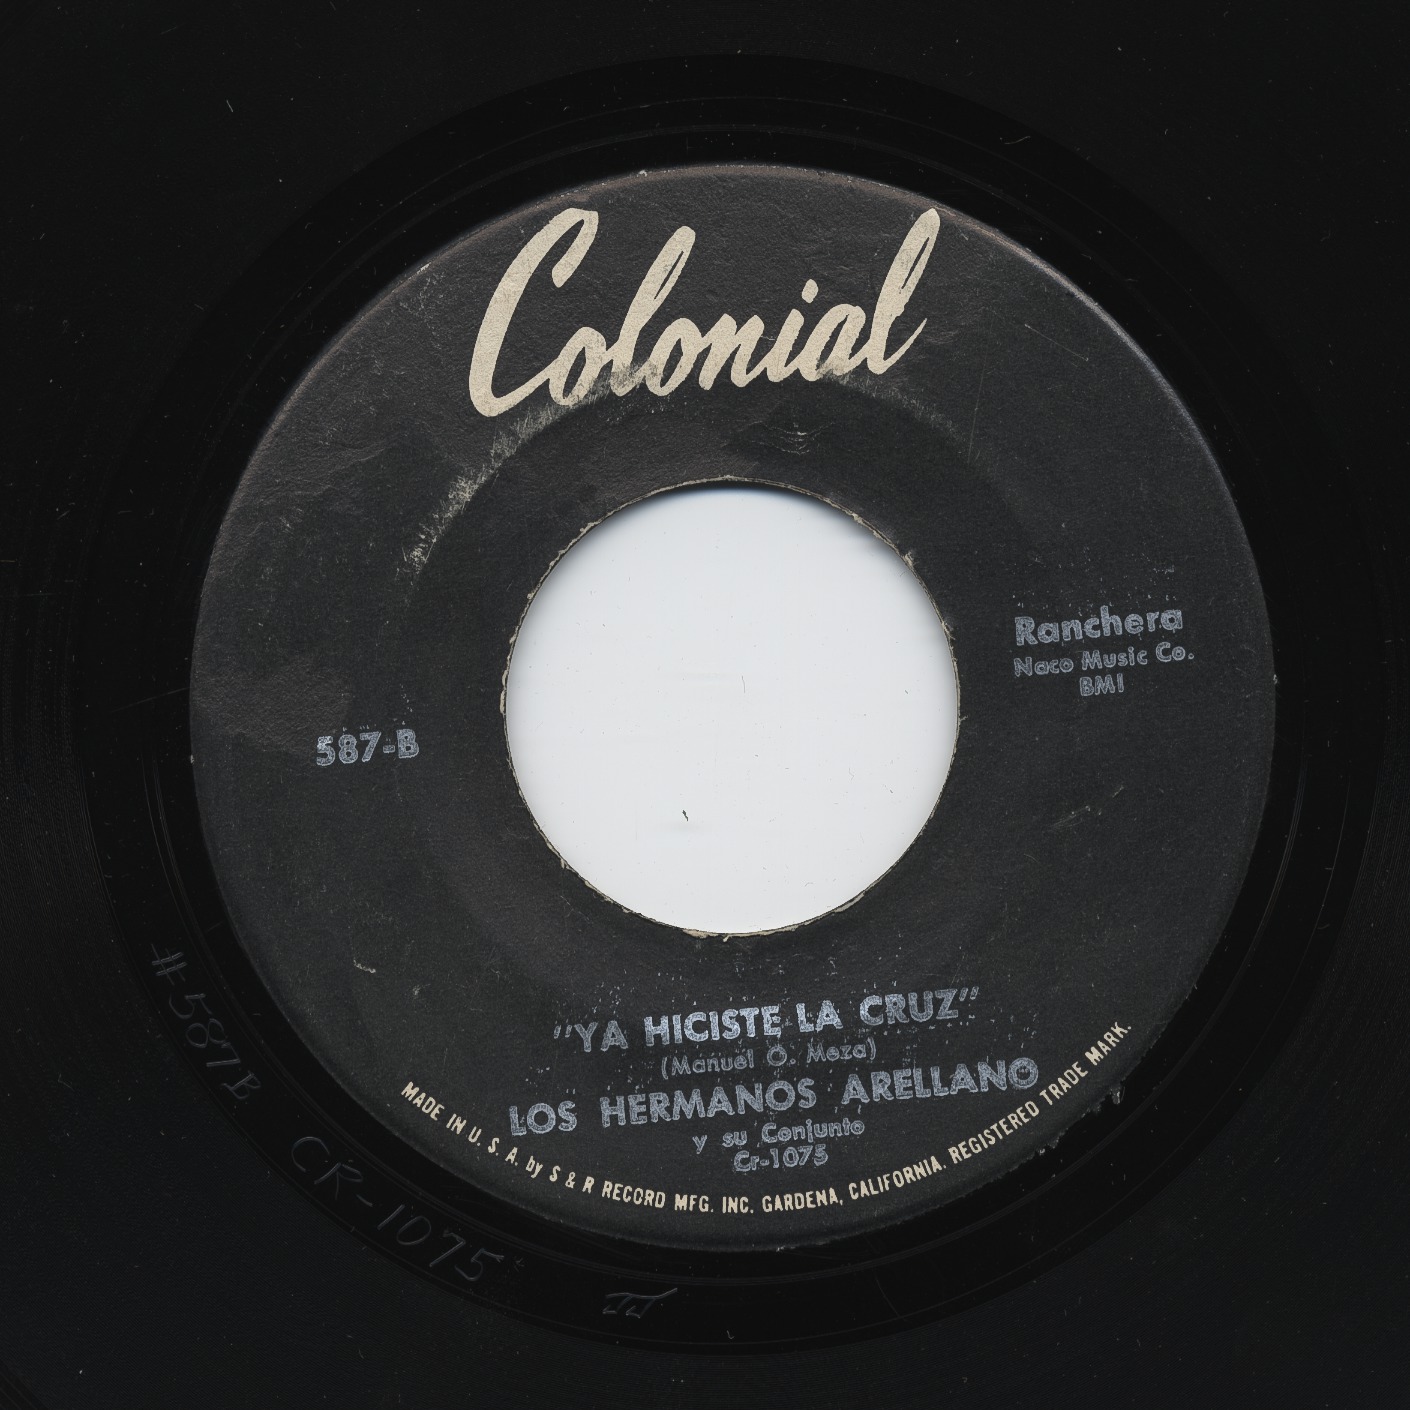 Colonial
Ranchera
Naco Music Co.
BMI
587-B
"YA HICISTE LA CRUZ"
(Manuel O. Meza)
LOS HERMANOS ARELLANO
y su Conjunto
Cr-1075
MADE IN U. S. A. by S & R RECORD MFG. INC. GARDENA, CALIFORNIA. REGISTERED TRADE MARK.
#587B CR-1075